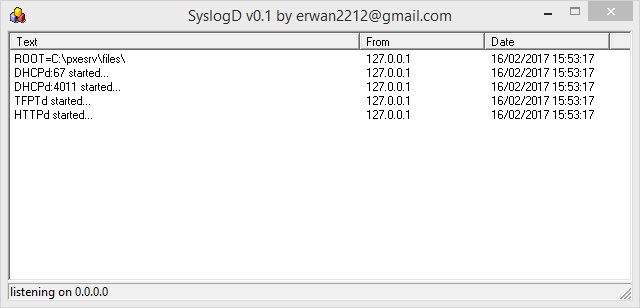 SyslogD v0.1 by erwan2212@gmail.com
Text From Date
ROOT=C:\pxesrv\files\ 127.0.0.1 16/02/2017 15:53:17
DHCPd:67 started... 127.0.0.1 16/02/2017 15:53:17
DHCPd:4011 started... 127.0.0.1 16/02/2017 15:53:17
TFPTd started... 127.0.0.1 16/02/2017 15:53:17
HTTPd started... 127.0.0.1 16/02/2017 15:53:17
listening on 0.0.0.0